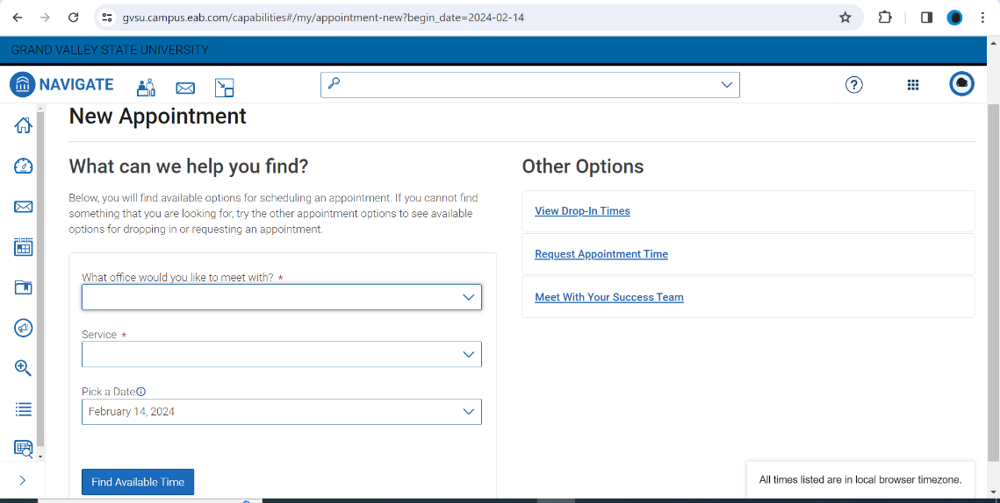 gvsu.campus.eab.com/capabilities#/my/appointment-new?begin_date=2024-02-14
GRAND VALLEY STATE UNIVERSITY
NAVIGATE
New Appointment
What can we help you find?
Below, you will find available options for scheduling an appointment. If you cannot find
something that you are looking for, try the other appointment options to see available
options for dropping in or requesting an appointment.
What office would you like to meet with? *
Service *
Pick a Date
February 14, 2024
Find Available Time
Other Options
View Drop-In Times
Request Appointment Time
Meet With Your Success Team
All times listed are in local browser timezone.